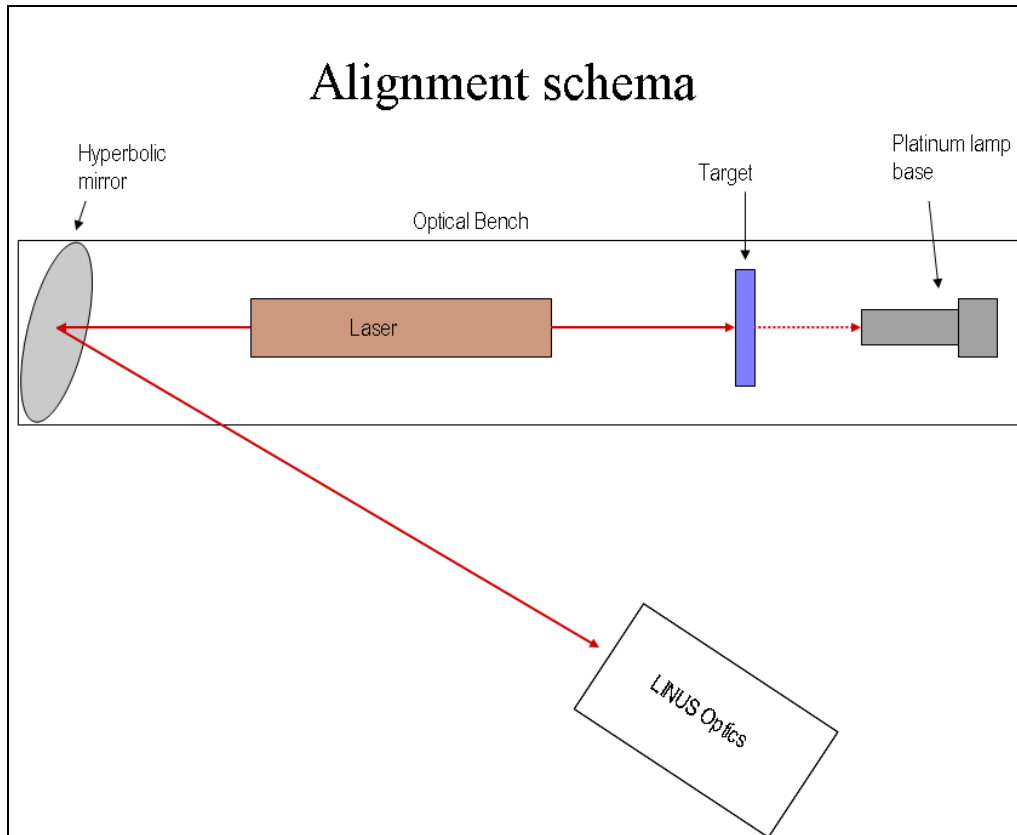 Alignment schema
Hyperbolic
mirror
Optical Bench
Target
Platinum lamp
base
Laser
LINUS Optics